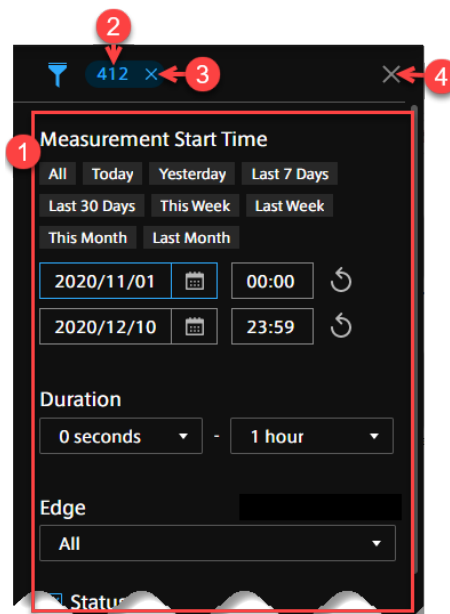 2
412 × 3
4
1
Measurement Start Time
All Today Yesterday Last 7 Days
Last 30 Days This Week Last Week
This Month Last Month
2020/11/01 00:00
2020/12/10 23:59
Duration
0 seconds - 1 hour
Edge
All
Status